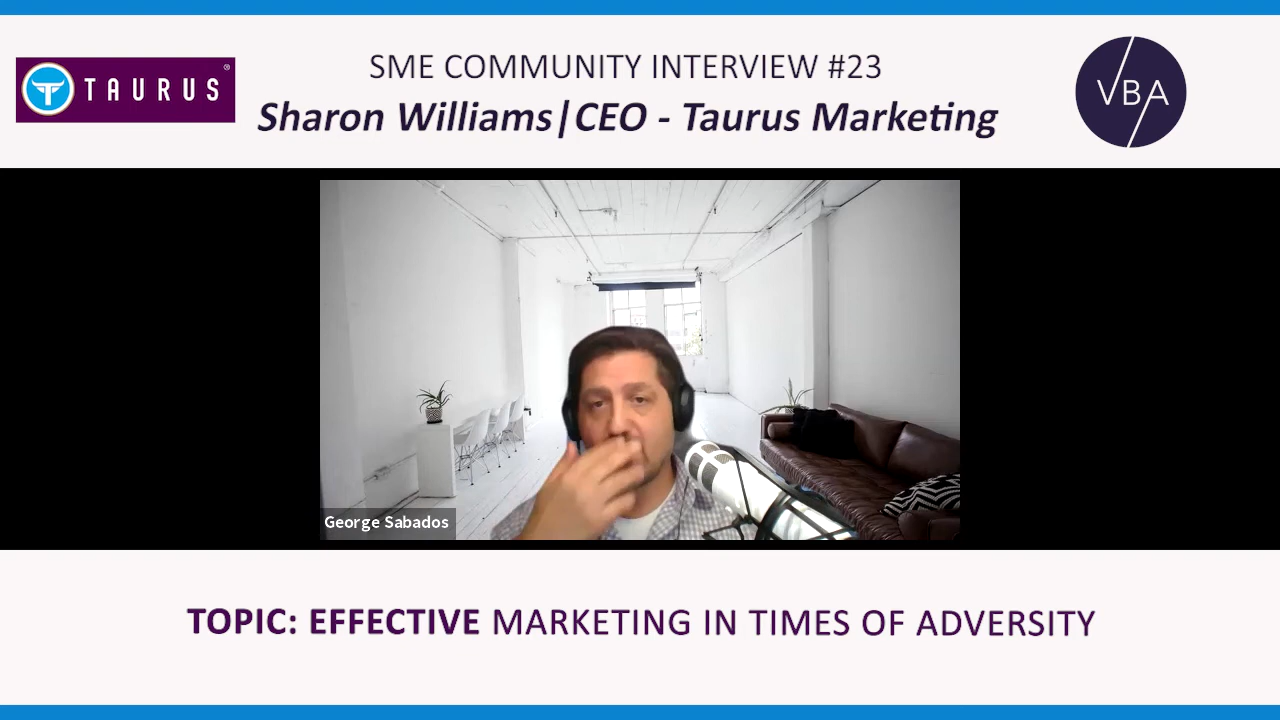 TAURUS®
SME COMMUNITY INTERVIEW #23
Sharon Williams|CEO - Taurus Marketing
VBA
George Sabados
TOPIC: EFFECTIVE MARKETING IN TIMES OF ADVERSITY